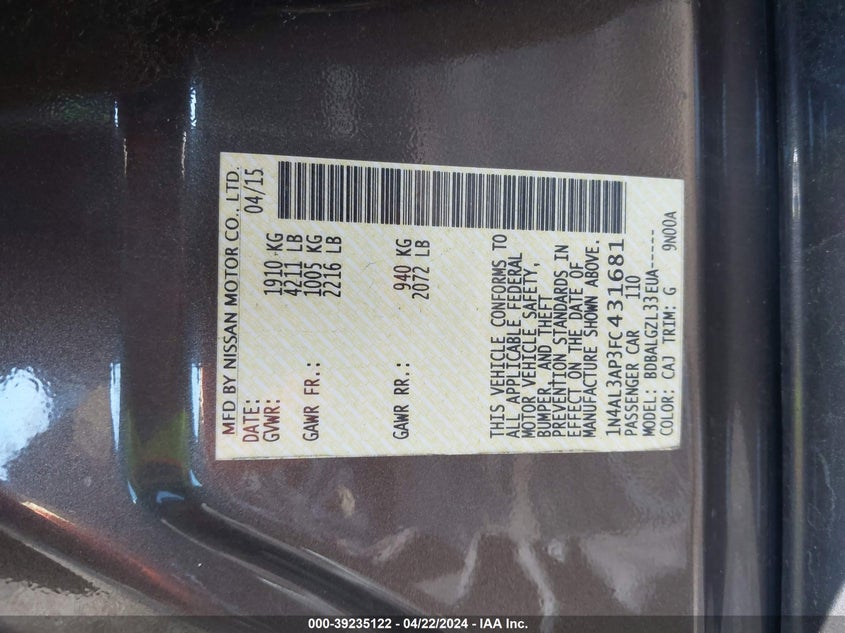 MFD BY NISSAN MOTOR CO., LTD.
DATE: 04/15
GVWR: 1910 KG
4211 LB
GAWR FR.: 1005 KG
2216 LB
GAWR RR.: 940 KG
2072 LB
THIS VEHICLE CONFORMS TO
ALL APPLICABLE FEDERAL
MOTOR VEHICLE SAFETY,
BUMPER, AND THEFT
PREVENTION STANDARDS IN
EFFECT ON THE DATE OF
MANUFACTURE SHOWN ABOVE.
1N4AL3AP3FC431681
PASSENGER CAR 110
MODEL: BDBALGZL33EUA-----
COLOR: CAJ TRIM: G 9N00A
000-39235122 - 04/22/2024 - IAA Inc.